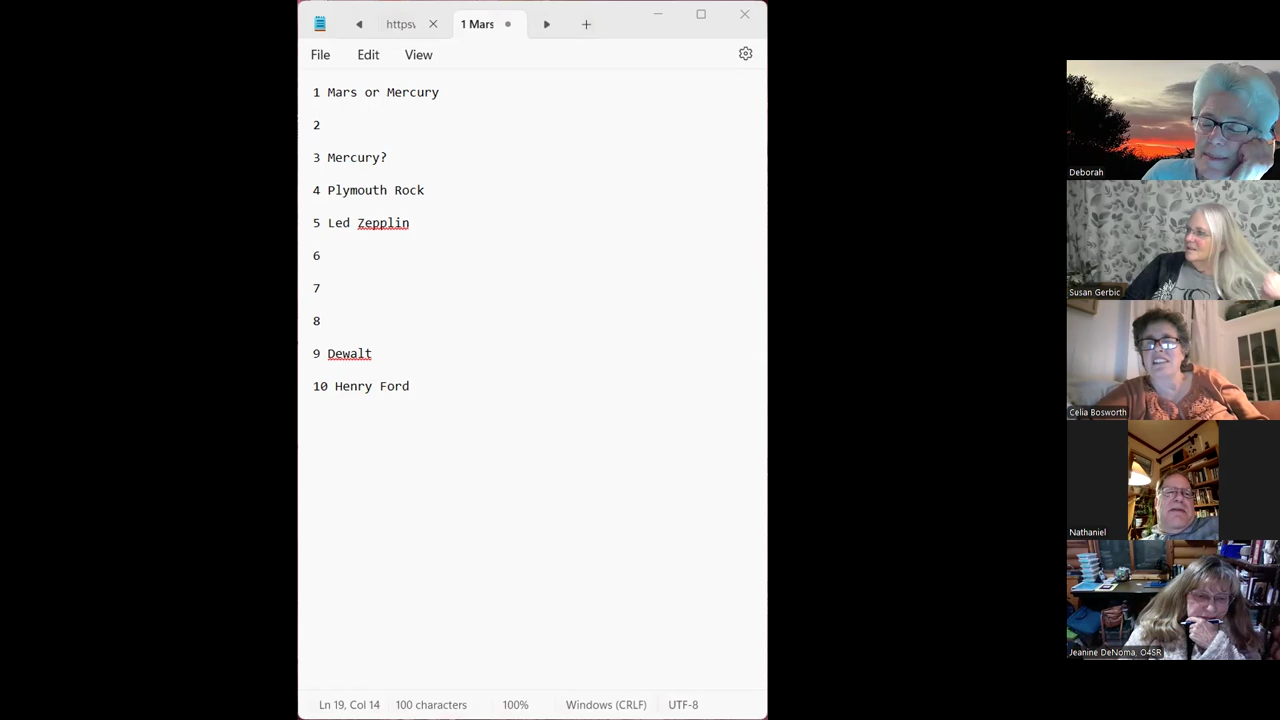 https\
1 Mars
File
Edit
View
1 Mars or Mercury
2
3 Mercury?
4 Plymouth Rock
5 Led Zepplin
6
7
8
9 Dewalt
10 Henry Ford
Ln 19, Col 14
100 characters
100%
Windows (CRLF)
UTF-8
Deborah
Susan Gerbic
Celia Bosworth
Nathaniel
Jeanine DeNoma, O4SR